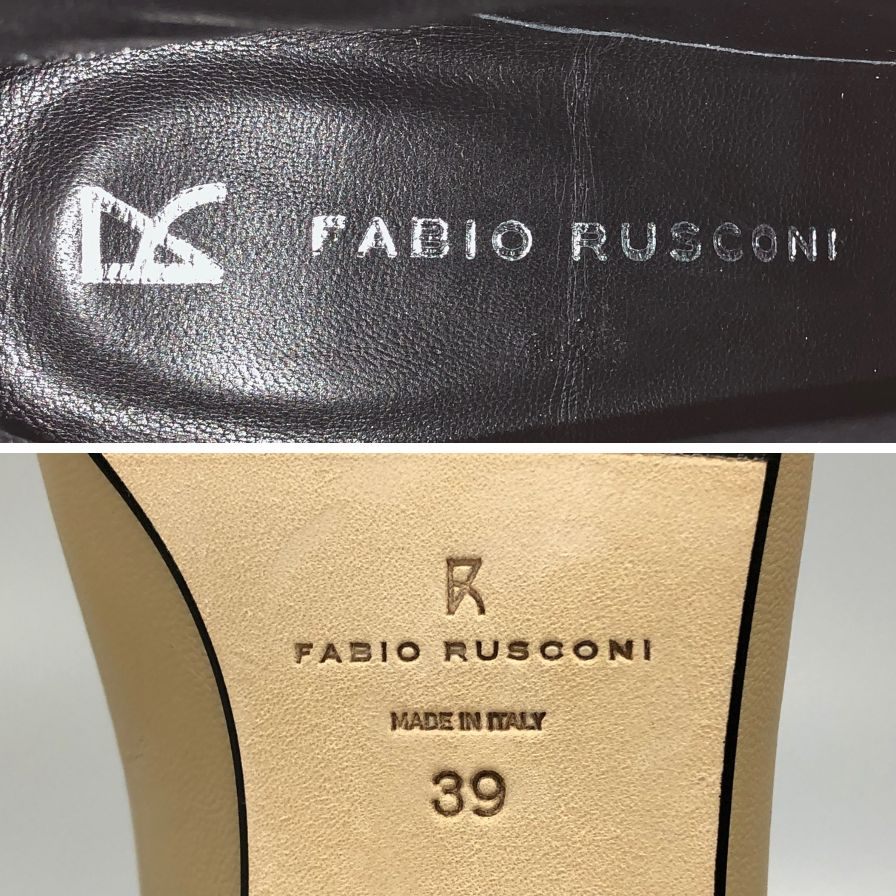 FABIO RUSCONI
FABIO RUSCONI
MADE IN ITALY
39